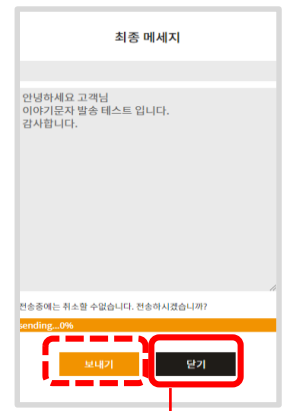 최종 메세지
안녕하세요 고객님
이야기문자 발송 테스트 입니다.
감사합니다.
전송중에는 취소할 수없습니다. 전송하시겠습니까?
sending...0%
보내기 닫기